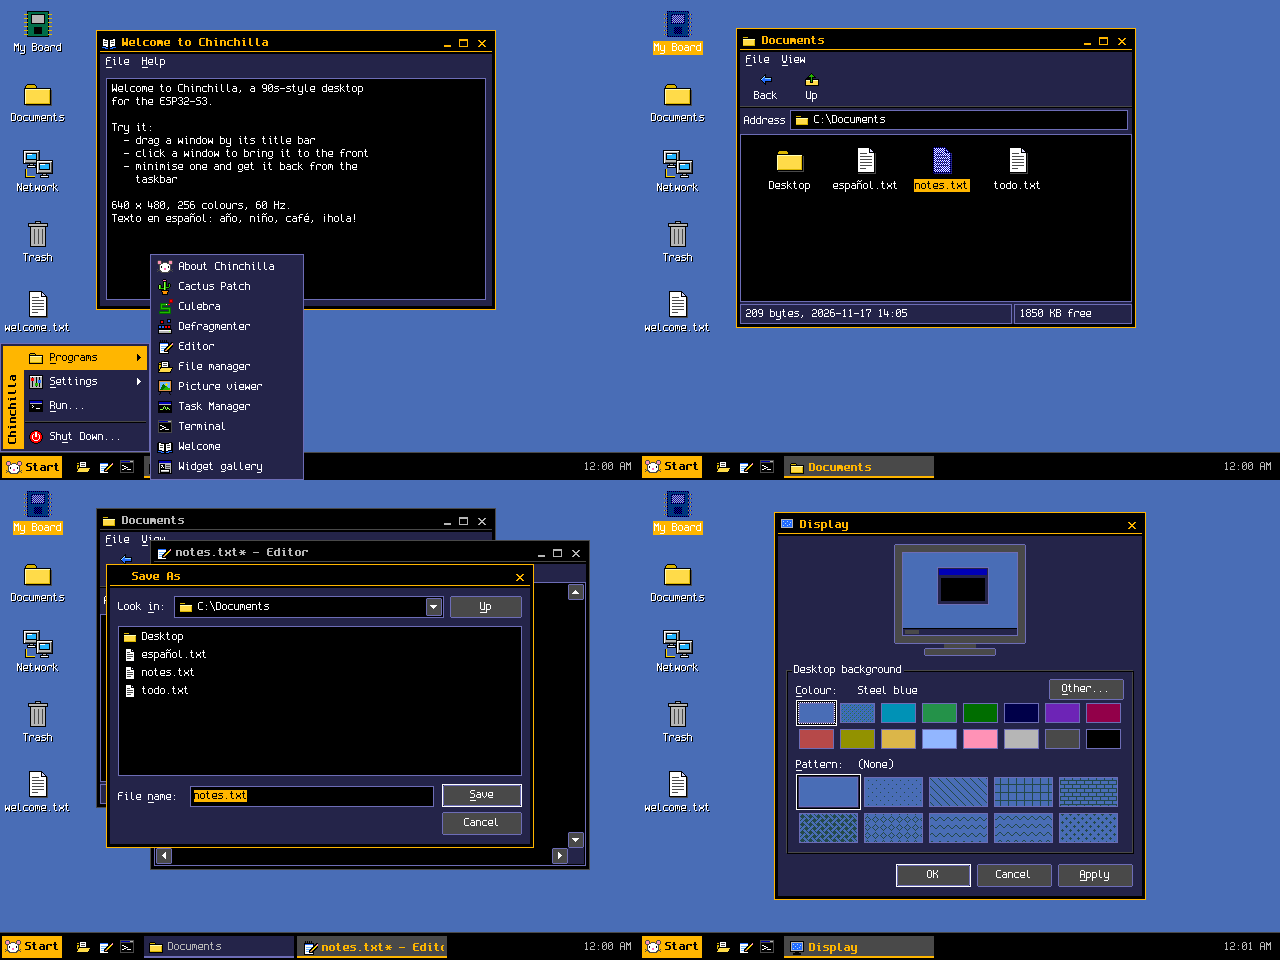 My Board
Documents
Network
Trash
welcome.txt
Welcome to Chinchilla
File Help
Welcome to Chinchilla, a 90s-style desktop
for the ESP32-S3.
Try it:
- drag a window by its title bar
- click a window to bring it to the front
- minimise one and get it back from the
taskbar
640 x 480, 256 colours, 60 Hz.
Texto en español: año, niño, café, ¡hola!
About Chinchilla
Cactus Patch
Culebra
Defragmenter
Editor
File manager
Picture viewer
Task Manager
Terminal
Welcome
Widget gallery
Chinchilla
Programs
Settings
Run...
Shut Down...
Start
12:00 AM
My Board
Documents
Network
Trash
welcome.txt
Documents
File View
Back Up
Address C:\Documents
Desktop español.txt notes.txt todo.txt
209 bytes, 2026-11-17 14:05 1850 KB free
Start Documents 12:00 AM
My Board
Documents
Network
Trash
welcome.txt
Documents
File View
notes.txt* - Editor
Save As
Look in: C:\Documents Up
Desktop
español.txt
notes.txt
todo.txt
File name: notes.txt Save
Cancel
Start Documents notes.txt* - Edito 12:00 AM
My Board
Documents
Network
Trash
welcome.txt
Display
Desktop background
Colour: Steel blue Other...
Pattern: (None)
OK Cancel Apply
Start Display 12:01 AM